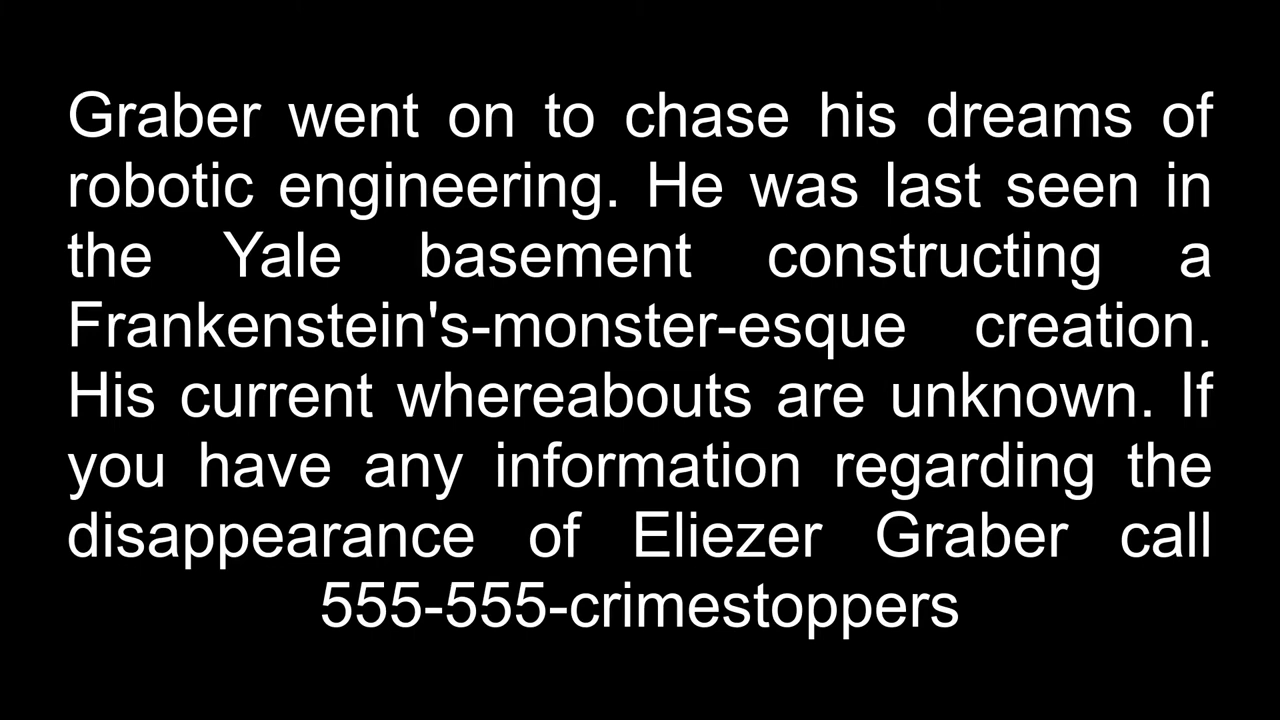 Graber went on to chase his dreams of
robotic engineering. He was last seen in
the Yale basement constructing a
Frankenstein's-monster-esque creation.
His current whereabouts are unknown. If
you have any information regarding the
disappearance of Eliezer Graber call
555-555-crimestoppers